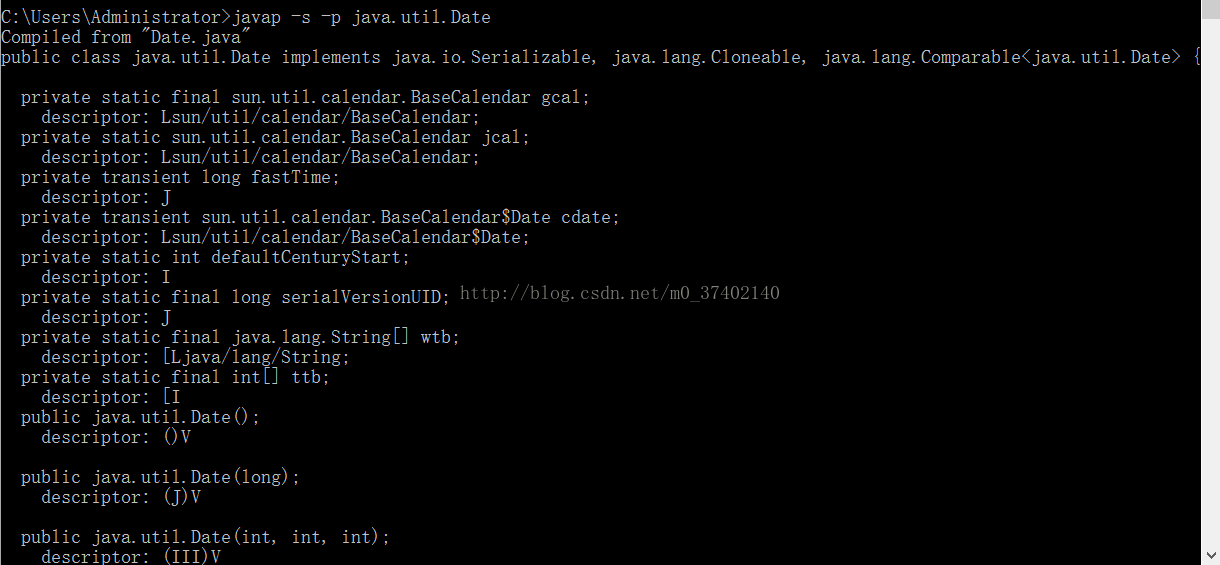 C:\Users\Administrator>javap -s -p java.util.Date
Compiled from "Date.java"
public class java.util.Date implements java.io.Serializable, java.lang.Cloneable, java.lang.Comparable<java.util.Date> {
private static final sun.util.calendar.BaseCalendar gcal;
descriptor: Lsun/util/calendar/BaseCalendar;
private static sun.util.calendar.BaseCalendar jcal;
descriptor: Lsun/util/calendar/BaseCalendar;
private transient long fastTime;
descriptor: J
private transient sun.util.calendar.BaseCalendar$Date cdate;
descriptor: Lsun/util/calendar/BaseCalendar$Date;
private static int defaultCenturyStart;
descriptor: I
private static final long serialVersionUID; http://blog.csdn.net/m0_37402140
descriptor: J
private static final java.lang.String[] wtb;
descriptor: [Ljava/lang/String;
private static final int[] ttb;
descriptor: [I
public java.util.Date();
descriptor: ()V
public java.util.Date(long);
descriptor: (J)V
public java.util.Date(int, int, int);
descriptor: (III)V